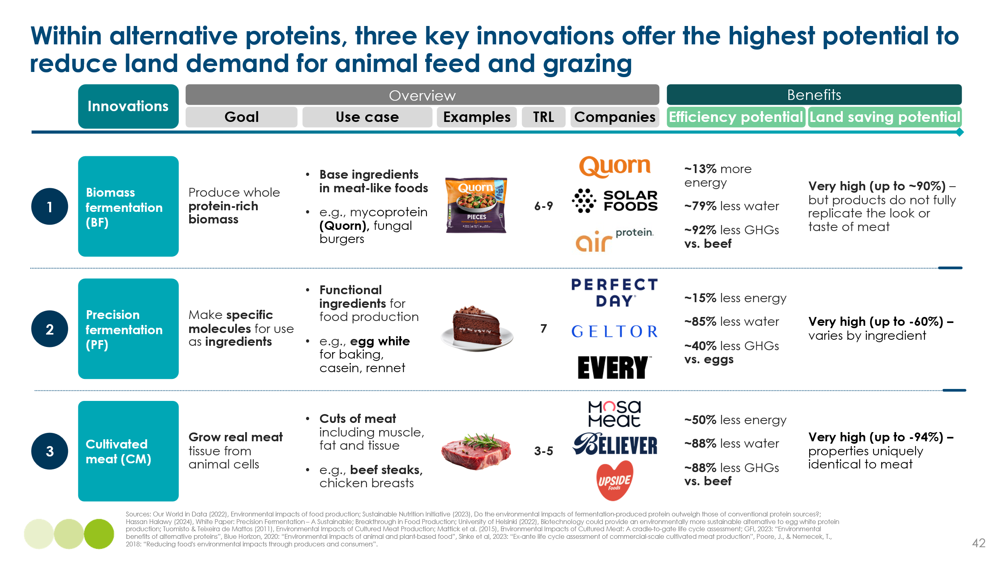 Within alternative proteins, three key innovations offer the highest potential to
reduce land demand for animal feed and grazing
Innovations
Overview
Benefits
Goal
Use case
Examples
TRL
Companies
Efficiency potential
Land saving potential
1
Biomass
fermentation
(BF)
Produce whole
protein-rich
biomass
• Base ingredients
in meat-like foods
• e.g., mycoprotein
(Quorn), fungal
burgers
Quorn
PIECES
6-9
Quorn
SOLAR
FOODS
air protein
~13% more
energy
~79% less water
~92% less GHGs
vs. beef
Very high (up to ~90%) –
but products do not fully
replicate the look or
taste of meat
2
Precision
fermentation
(PF)
Make specific
molecules for use
as ingredients
• Functional
ingredients for
food production
• e.g., egg white
for baking,
casein, rennet
7
PERFECT
DAY
GELTOR
EVERY™
~15% less energy
~85% less water
~40% less GHGs
vs. eggs
Very high (up to -60%) –
varies by ingredient
3
Cultivated
meat (CM)
Grow real meat
tissue from
animal cells
• Cuts of meat
including muscle,
fat and tissue
• e.g., beef steaks,
chicken breasts
3-5
Mosa
Meat
BELIEVER
UPSIDE
Foods
~50% less energy
~88% less water
~88% less GHGs
vs. beef
Very high (up to -94%) –
properties uniquely
identical to meat
Sources: Our World in Data (2022), Environmental impacts of food production; Sustainable Nutrition Initiative (2023), Do the environmental impacts of fermentation-produced protein outweigh those of conventional protein sources?;
Hassan Halawy (2024), White Paper: Precision Fermentation – A Sustainable; Breakthrough in Food Production; University of Helsinki (2022), Biotechnology could provide an environmentally more sustainable alternative to egg white protein
production; Tuomisto & Teixeira de Mattos (2011), Environmental Impacts of Cultured Meat Production; Mattick et al. (2015), Environmental Impacts of Cultured Meat: A cradle-to-gate life cycle assessment; GFI, 2023: “Environmental
benefits of alternative proteins”, Blue Horizon, 2020: “Environmental impacts of animal and plant-based food”, Sinke et al, 2023: “Ex-ante life cycle assessment of commercial-scale cultivated meat production”, Poore, J., & Nemecek, T.,
2018: “Reducing food's environmental impacts through producers and consumers”.
42